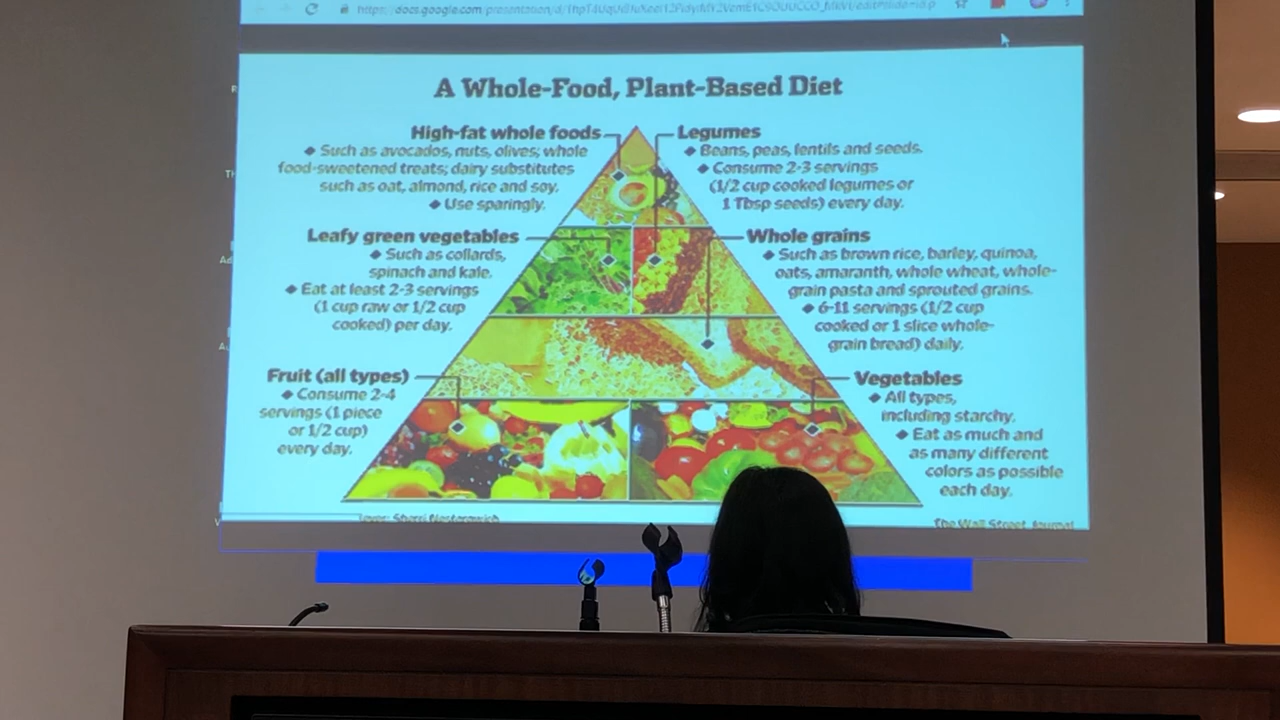 https://docs.google.com/presentation/d/
A Whole-Food, Plant-Based Diet
High-fat whole foods
◆ Such as avocados, nuts, olives; whole
food-sweetened treats; dairy substitutes
such as oat, almond, rice and soy.
◆ Use sparingly.
Legumes
◆ Beans, peas, lentils and seeds.
◆ Consume 2-3 servings
(1/2 cup cooked legumes or
1 Tbsp seeds) every day.
Leafy green vegetables
◆ Such as collards,
spinach and kale.
◆ Eat at least 2-3 servings
(1 cup raw or 1/2 cup
cooked) per day.
Whole grains
◆ Such as brown rice, barley, quinoa,
oats, amaranth, whole wheat, whole-
grain pasta and sprouted grains.
◆ 6-11 servings (1/2 cup
cooked or 1 slice whole-
grain bread) daily.
Fruit (all types)
◆ Consume 2-4
servings (1 piece
or 1/2 cup)
every day.
Vegetables
◆ All types,
including starchy.
◆ Eat as much and
as many different
colors as possible
each day.
The Wall Street Journal